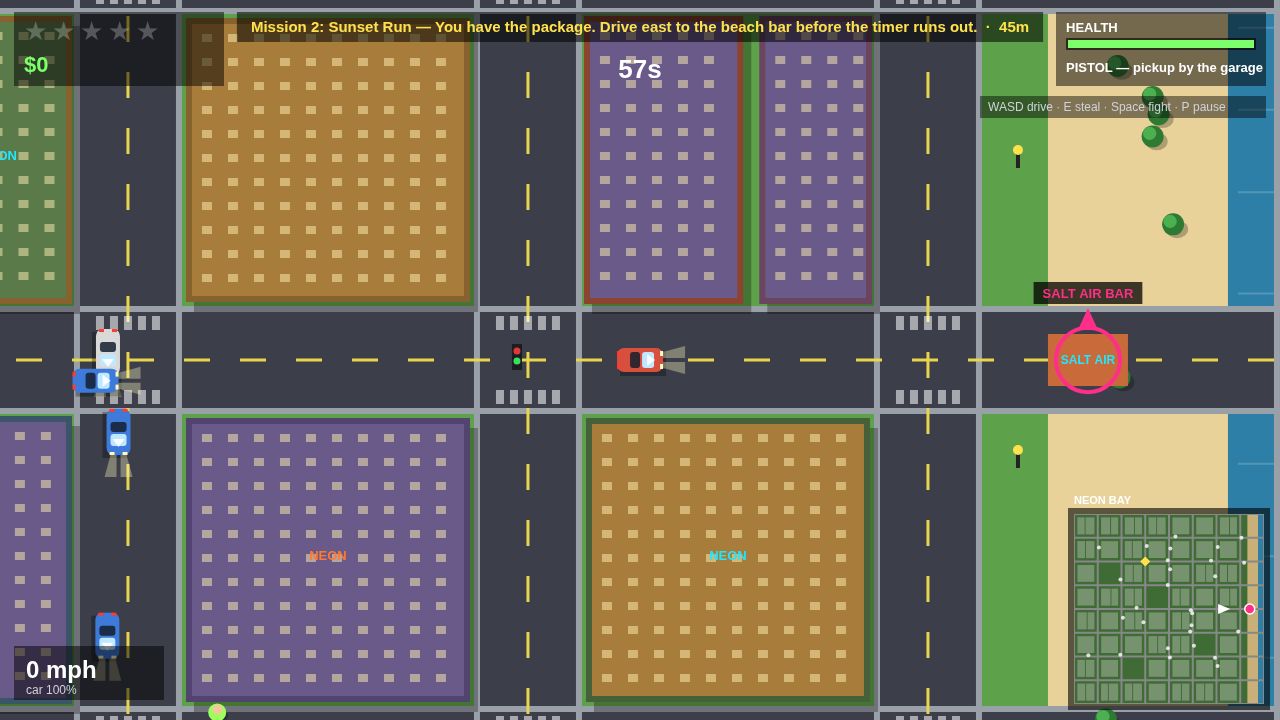 Mission 2: Sunset Run — You have the package. Drive east to the beach bar before the timer runs out. · 45m
HEALTH
$0
57s
PISTOL — pickup by the garage
WASD drive · E steal · Space fight · P pause
SALT AIR BAR
SALT AIR
NEON BAY
NEON
NEON
0 mph
car 100%